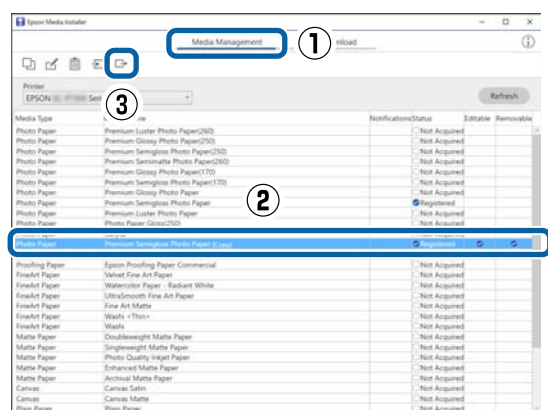 Epson Media Installer
Media Management
①
nload
③
Printer
EPSON Seri
Refresh
Media Type Notifications Status Editable Removable
Photo Paper Premium Luster Photo Paper(260) Not Acquired
Photo Paper Premium Glossy Photo Paper(250) Not Acquired
Photo Paper Premium Semigloss Photo Paper(250) Not Acquired
Photo Paper Premium Semimatte Photo Paper(260) Not Acquired
Photo Paper Premium Glossy Photo Paper(170) Not Acquired
Photo Paper Premium Semigloss Photo Paper(170) Not Acquired
Photo Paper Premium Glossy Photo Paper Not Acquired
Photo Paper Premium Semigloss Photo Paper Registered
②
Photo Paper Premium Luster Photo Paper Not Acquired
Photo Paper Photo Paper Gloss(250) Not Acquired
Photo Paper Premium Semigloss Photo Paper (Copy) Registered
Proofing Paper Epson Proofing Paper Commercial Not Acquired
FineArt Paper Velvet Fine Art Paper Not Acquired
FineArt Paper Watercolor Paper - Radiant White Not Acquired
FineArt Paper UltraSmooth Fine Art Paper Not Acquired
FineArt Paper Fine Art Matte Not Acquired
FineArt Paper Washi <Thin> Not Acquired
FineArt Paper Washi Not Acquired
Matte Paper Doubleweight Matte Paper Not Acquired
Matte Paper Singleweight Matte Paper Not Acquired
Matte Paper Photo Quality Inkjet Paper Not Acquired
Matte Paper Enhanced Matte Paper Not Acquired
Matte Paper Archival Matte Paper Not Acquired
Canvas Canvas Satin Not Acquired
Canvas Canvas Matte Not Acquired
Plain Paper Plain Paper Not Acquired